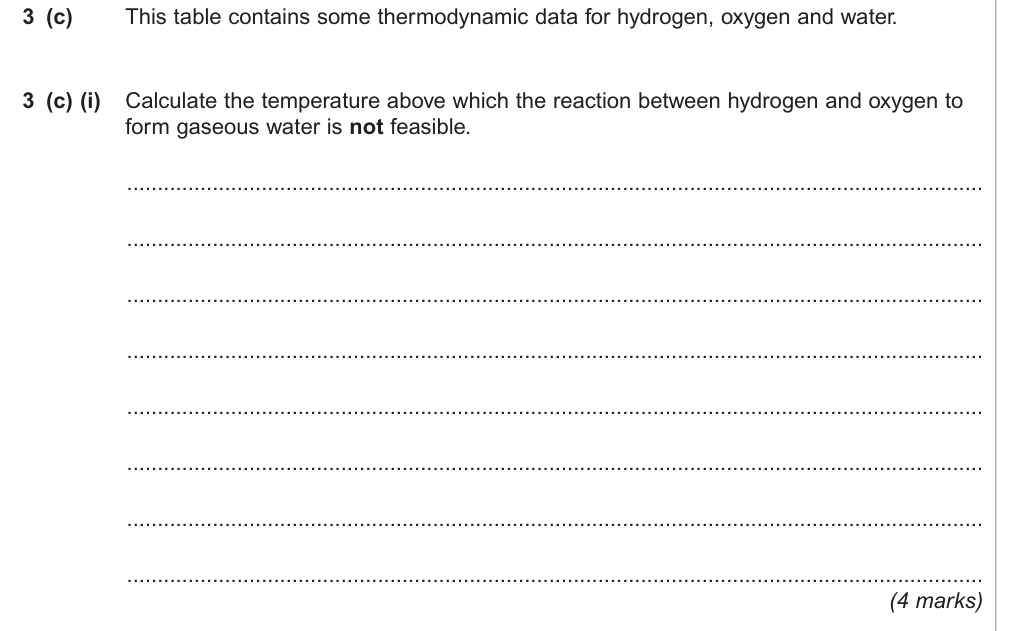 3 (c) This table contains some thermodynamic data for hydrogen, oxygen and water.
3 (c) (i) Calculate the temperature above which the reaction between hydrogen and oxygen to
form gaseous water is not feasible.
(4 marks)